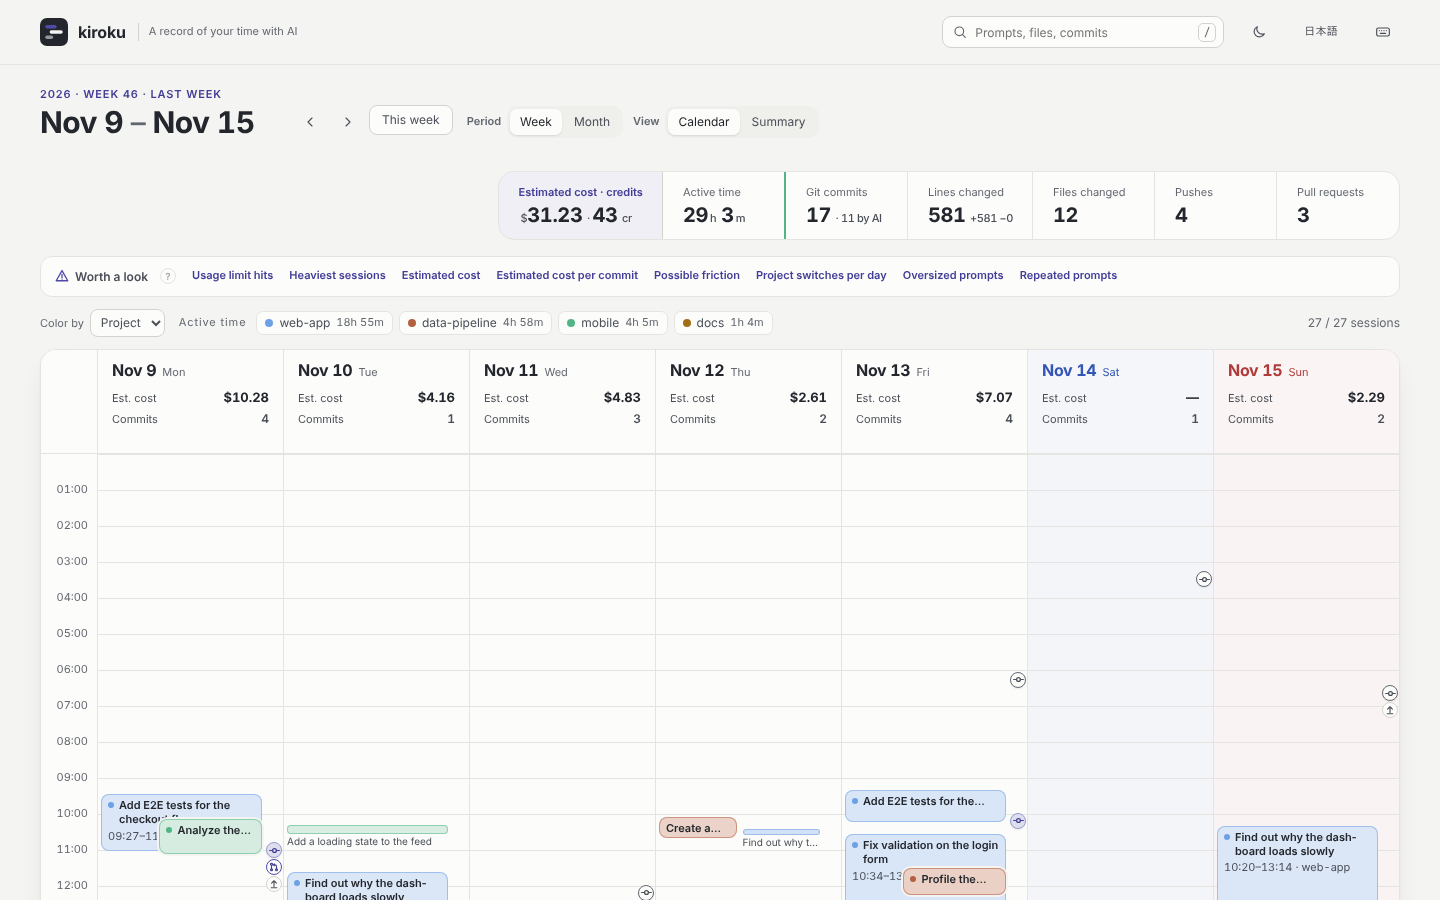 kiroku
A record of your time with AI
Prompts, files, commits
/
日本語
2026 · WEEK 46 · LAST WEEK
Nov 9 – Nov 15
This week
Period
Week
Month
View
Calendar
Summary
Estimated cost · credits
$31.23 · 43 cr
Active time
29h 3m
Git commits
17 · 11 by AI
Lines changed
581 +581 −0
Files changed
12
Pushes
4
Pull requests
3
Worth a look
?
Usage limit hits
Heaviest sessions
Estimated cost
Estimated cost per commit
Possible friction
Project switches per day
Oversized prompts
Repeated prompts
Color by
Project
Active time
web-app 18h 55m
data-pipeline 4h 58m
mobile 4h 5m
docs 1h 4m
27 / 27 sessions
Nov 9 Mon
Est. cost $10.28
Commits 4
Nov 10 Tue
Est. cost $4.16
Commits 1
Nov 11 Wed
Est. cost $4.83
Commits 3
Nov 12 Thu
Est. cost $2.61
Commits 2
Nov 13 Fri
Est. cost $7.07
Commits 4
Nov 14 Sat
Est. cost —
Commits 1
Nov 15 Sun
Est. cost $2.29
Commits 2
01:00
02:00
03:00
04:00
05:00
06:00
07:00
08:00
09:00
10:00
11:00
12:00
Add E2E tests for the
09:27–11
Analyze the…
Add a loading state to the feed
Find out why the dash-
board loads slowly
Create a…
Find out why t…
Add E2E tests for the…
Fix validation on the login
form
10:34–13
Profile the…
Find out why the dash-
board loads slowly
10:20–13:14 · web-app